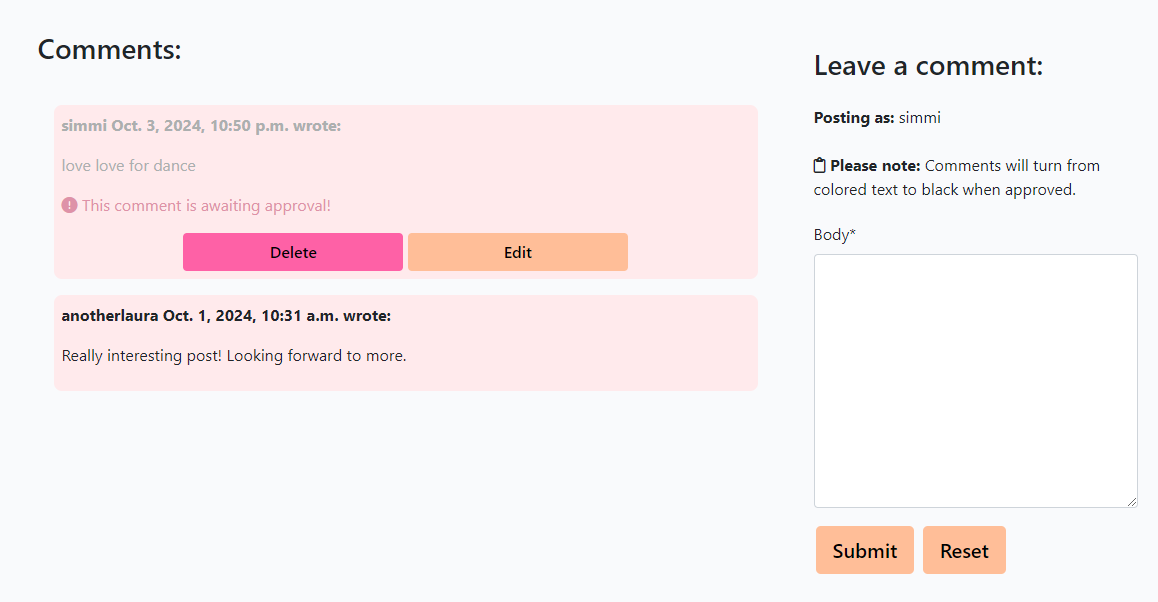 Comments:
simmi Oct. 3, 2024, 10:50 p.m. wrote:
love love for dance
This comment is awaiting approval!
Delete
Edit
anotherlaura Oct. 1, 2024, 10:31 a.m. wrote:
Really interesting post! Looking forward to more.
Leave a comment:
Posting as: simmi
Please note: Comments will turn from
colored text to black when approved.
Body*
Submit
Reset